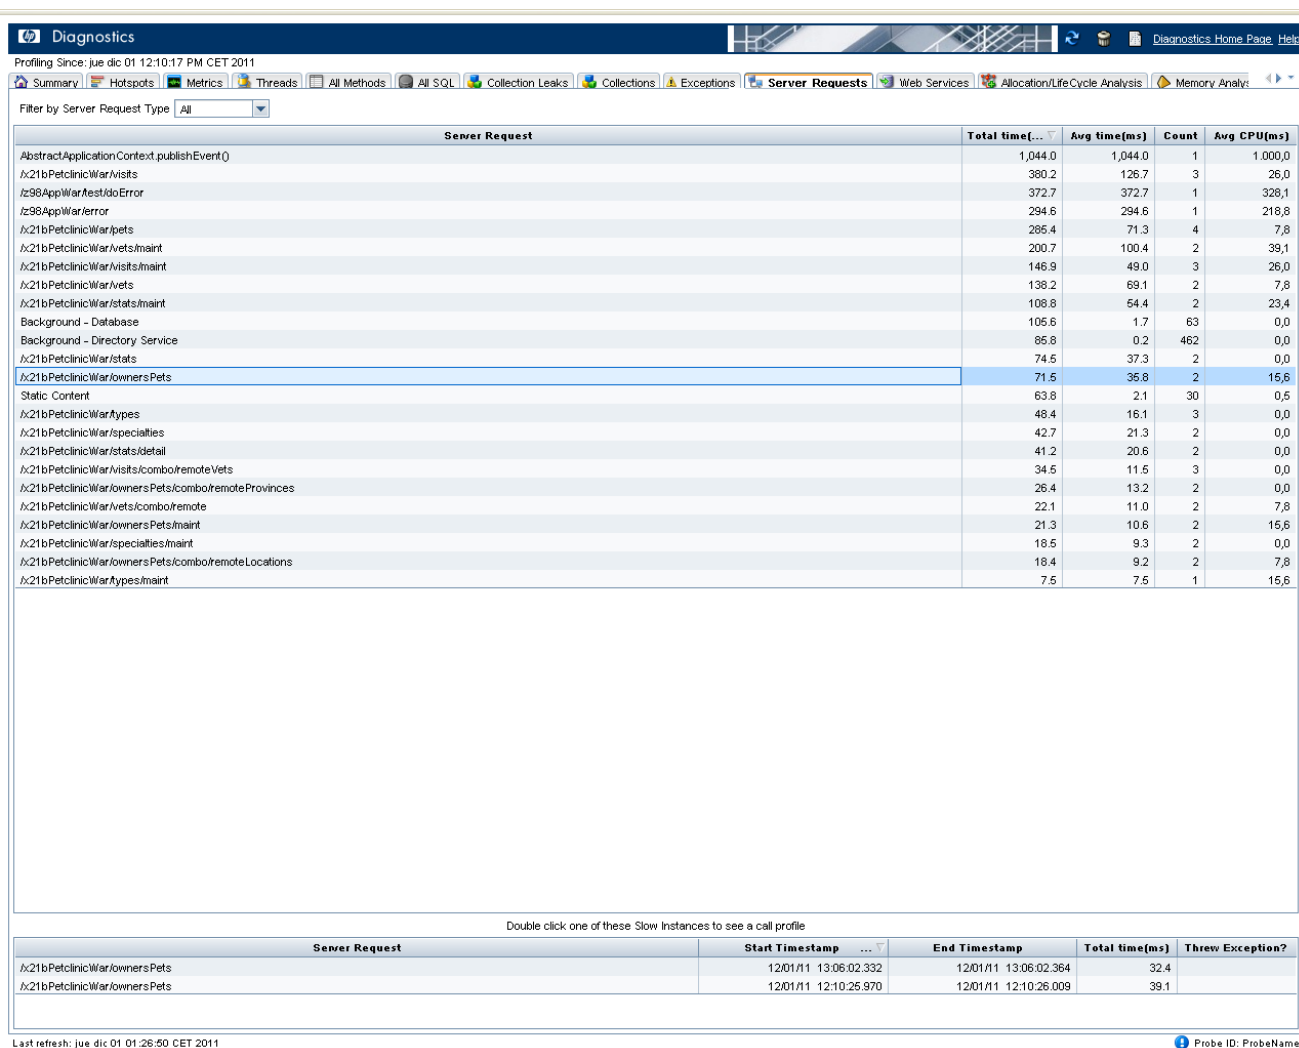 hp Diagnostics Diagnostics Home Page Help
Profiling Since: jue dic 01 12:10:17 PM CET 2011
Summary Hotspots Metrics Threads All Methods All SQL Collection Leaks Collections Exceptions Server Requests Web Services Allocation/LifeCycle Analysis Memory Analys
Filter by Server Request Type All
Server Request Total time(... Avg time(ms) Count Avg CPU(ms)
AbstractApplicationContext.publishEvent() 1,044.0 1,044.0 1 1.000,0
/x21bPetclinicWar/visits 380.2 126.7 3 26,0
/z98AppWar/test/doError 372.7 372.7 1 328,1
/z98AppWar/error 294.6 294.6 1 218,8
/x21bPetclinicWar/pets 285.4 71.3 4 7,8
/x21bPetclinicWar/vets/maint 200.7 100.4 2 39,1
/x21bPetclinicWar/visits/maint 146.9 49.0 3 26,0
/x21bPetclinicWar/vets 138.2 69.1 2 7,8
/x21bPetclinicWar/stats/maint 108.8 54.4 2 23,4
Background - Database 105.6 1.7 63 0,0
Background - Directory Service 85.8 0.2 462 0,0
/x21bPetclinicWar/stats 74.5 37.3 2 0,0
/x21bPetclinicWar/ownersPets 71.5 35.8 2 15,6
Static Content 63.8 2.1 30 0,5
/x21bPetclinicWar/types 48.4 16.1 3 0,0
/x21bPetclinicWar/specialties 42.7 21.3 2 0,0
/x21bPetclinicWar/stats/detail 41.2 20.6 2 0,0
/x21bPetclinicWar/visits/combo/remoteVets 34.5 11.5 3 0,0
/x21bPetclinicWar/ownersPets/combo/remoteProvinces 26.4 13.2 2 0,0
/x21bPetclinicWar/vets/combo/remote 22.1 11.0 2 7,8
/x21bPetclinicWar/ownersPets/maint 21.3 10.6 2 15,6
/x21bPetclinicWar/specialties/maint 18.5 9.3 2 0,0
/x21bPetclinicWar/ownersPets/combo/remoteLocations 18.4 9.2 2 7,8
/x21bPetclinicWar/types/maint 7.5 7.5 1 15,6
Double click one of these Slow Instances to see a call profile
Server Request Start Timestamp ... End Timestamp Total time(ms) Threw Exception?
/x21bPetclinicWar/ownersPets 12/01/11 13:06:02.332 12/01/11 13:06:02.364 32.4
/x21bPetclinicWar/ownersPets 12/01/11 12:10:25.970 12/01/11 12:10:26.009 39.1
Last refresh: jue dic 01 01:26:50 CET 2011 Probe ID: ProbeName